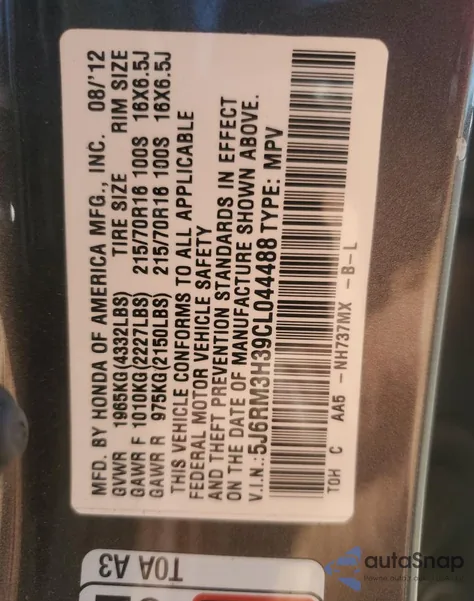 MFD. BY HONDA OF AMERICA MFG., INC. 08/'12
GVWR 1965KG(4332LBS) TIRE SIZE RIM SIZE
GAWR F 1010KG(2227LBS) 215/70R16 100S 16X6.5J
GAWR R 975KG(2150LBS) 215/70R16 100S 16X6.5J
THIS VEHICLE CONFORMS TO ALL APPLICABLE
FEDERAL MOTOR VEHICLE SAFETY
AND THEFT PREVENTION STANDARDS IN EFFECT
ON THE DATE OF MANUFACTURE SHOWN ABOVE.
V.I.N.:5J6RM3H39CL044488 TYPE: MPV
TOH C AA5 -NH737MX -B-L
T0A A3
autoSnap